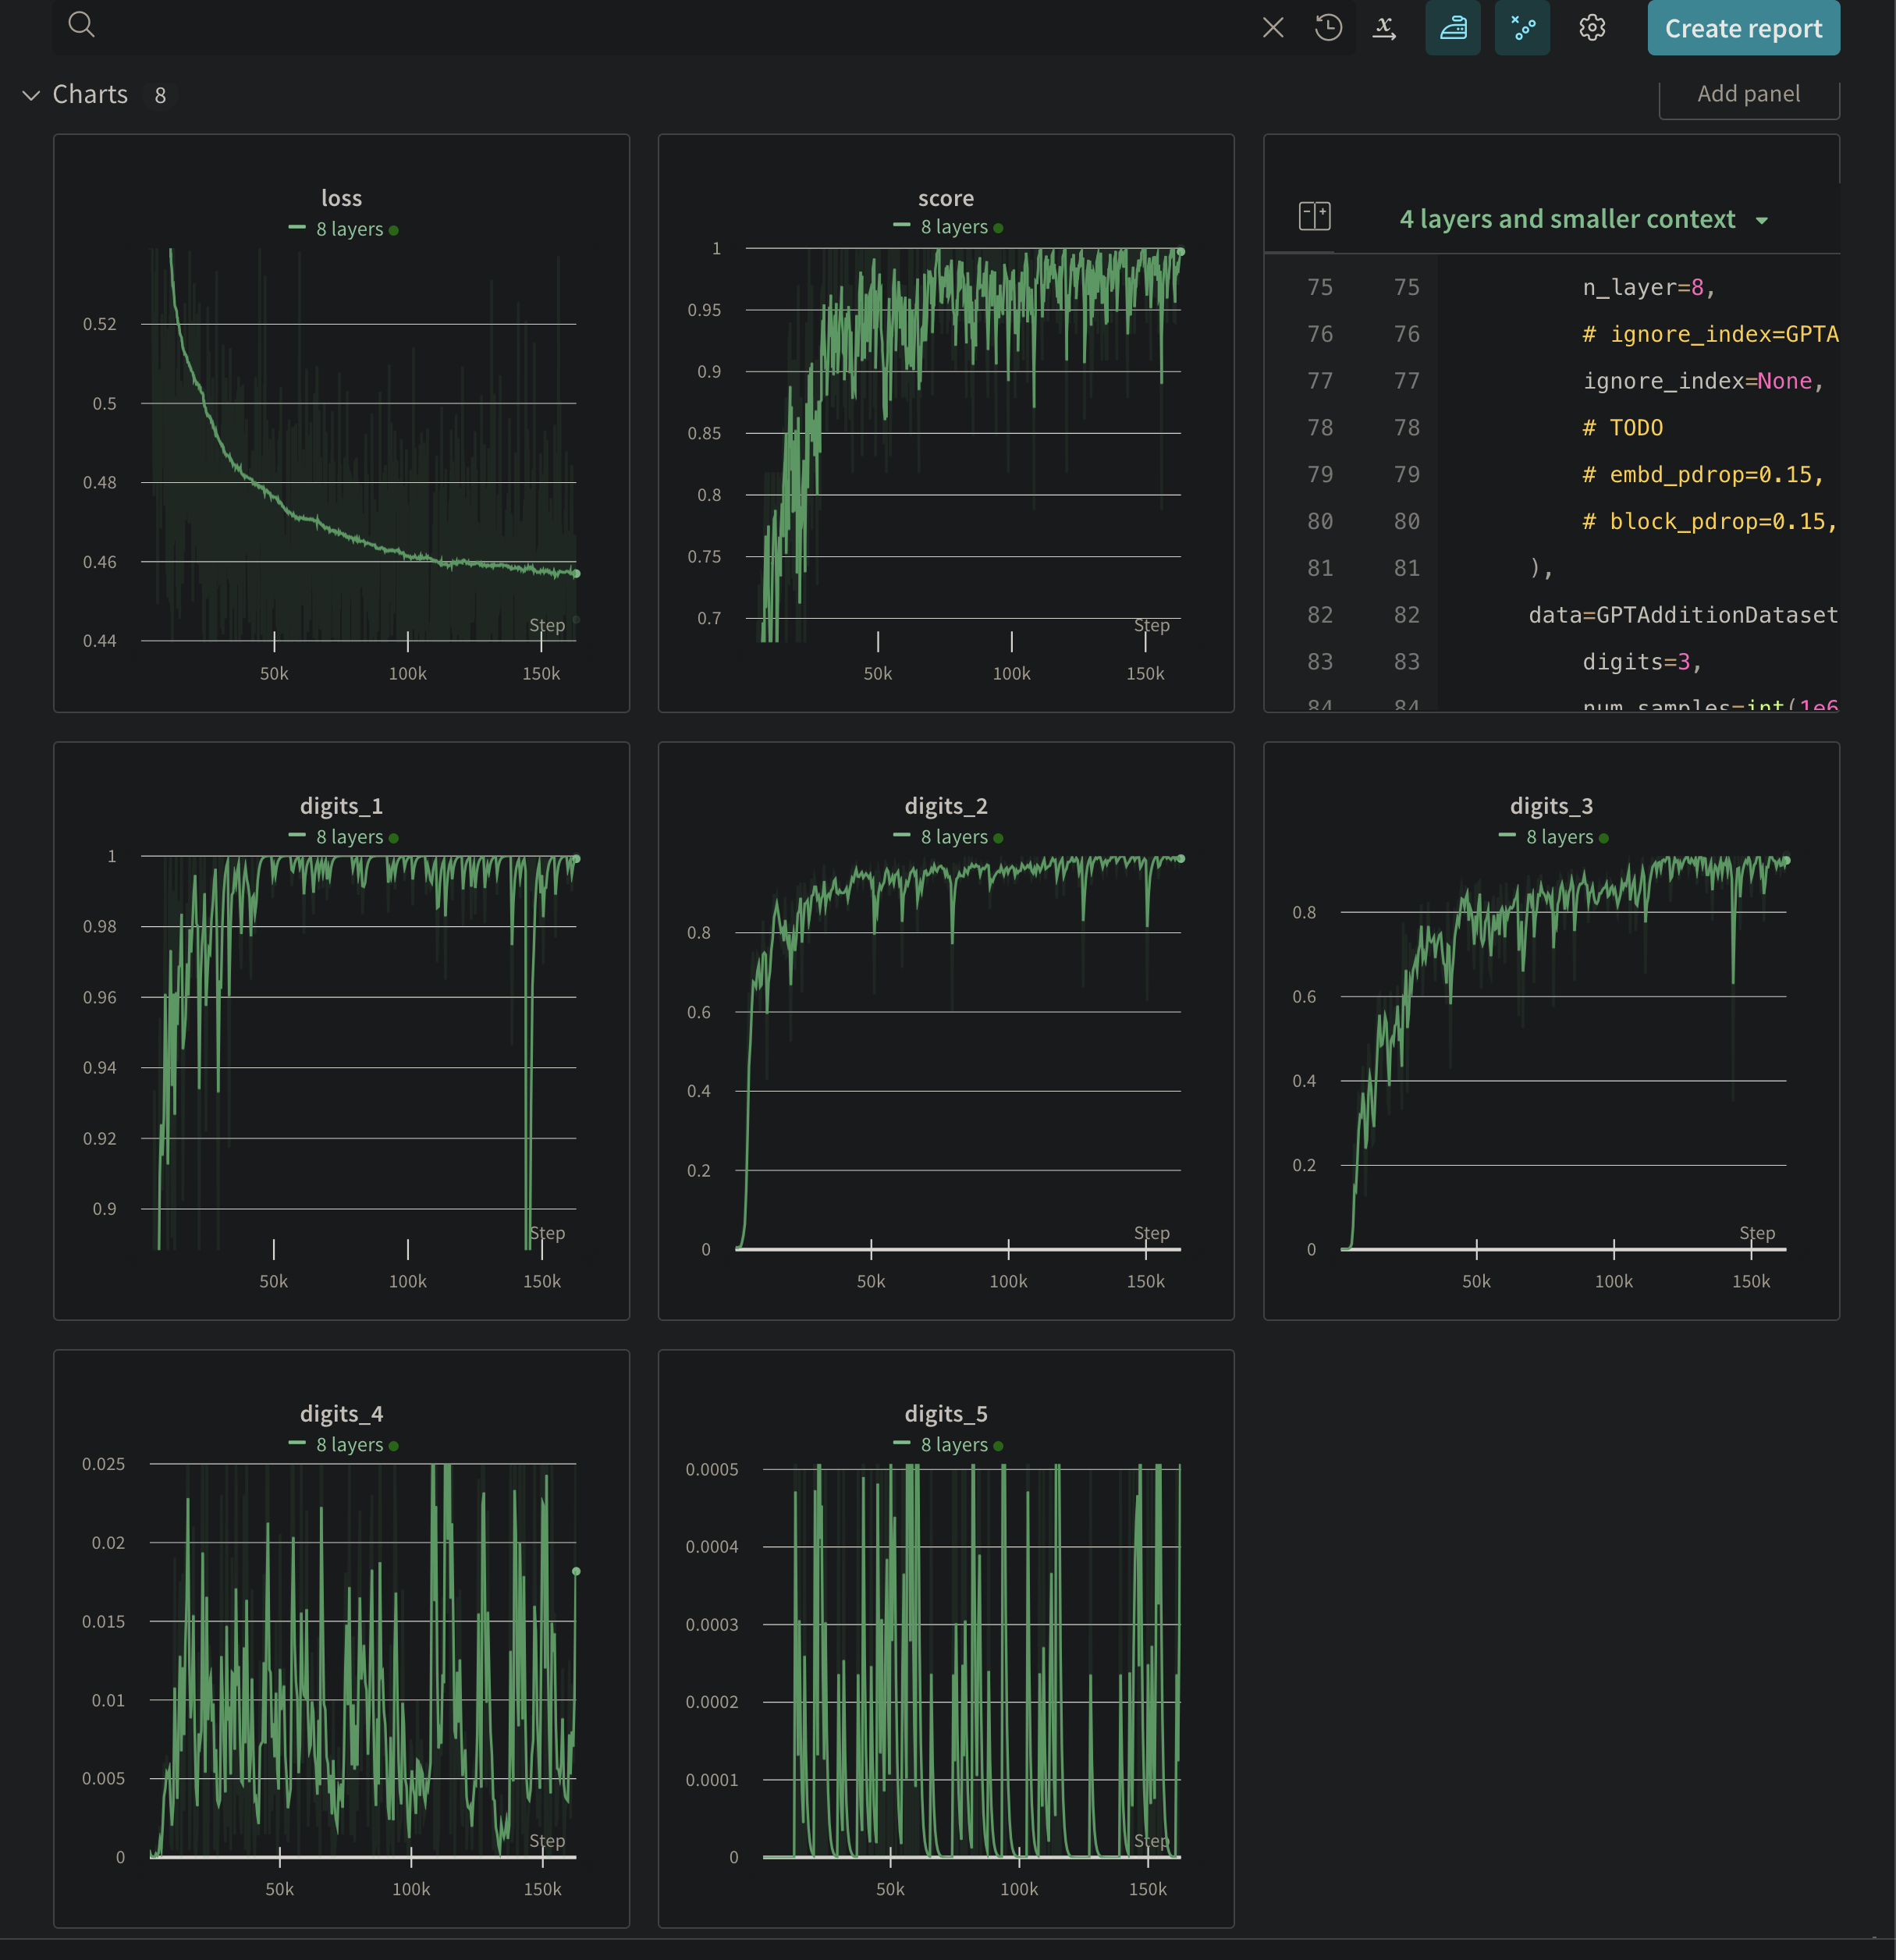 Create report
Charts 8
Add panel
loss
8 layers
0.52
0.5
0.48
0.46
0.44
Step
50k 100k 150k
score
8 layers
1
0.95
0.9
0.85
0.8
0.75
0.7
Step
50k 100k 150k
4 layers and smaller context
75 75 n_layer=8,
76 76 # ignore_index=GPTA
77 77 ignore_index=None,
78 78 # TODO
79 79 # embd_pdrop=0.15,
80 80 # block_pdrop=0.15,
81 81 ),
82 82 data=GPTAdditionDataset
83 83 digits=3,
84 84 num_samples=int(1e6
digits_1
8 layers
1
0.98
0.96
0.94
0.92
0.9
Step
50k 100k 150k
digits_2
8 layers
0.8
0.6
0.4
0.2
0
Step
50k 100k 150k
digits_3
8 layers
0.8
0.6
0.4
0.2
0
Step
50k 100k 150k
digits_4
8 layers
0.025
0.02
0.015
0.01
0.005
0
Step
50k 100k 150k
digits_5
8 layers
0.0005
0.0004
0.0003
0.0002
0.0001
0
Step
50k 100k 150k